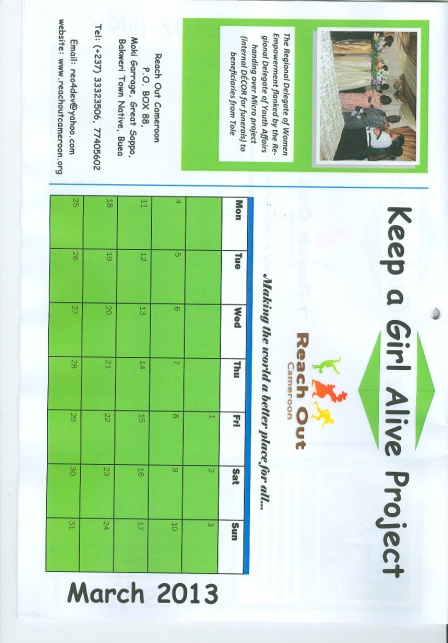 Keep a Girl Alive Project
Reach Out
Cameroon
Making the world a better place for all...
The Regional Delegate of Women
Empowerment flanked by the Re-
gional Delegate of Youth Affairs
handing over Mitro project
(internal DÉCOR for funerals) to
beneficiaries from Tole
Reach Out Cameroon
P.O. BOX 88,
Moki Garrage, Great Soppo,
Bakweri Town Native, Buea
Tel: (+237) 33323506, 77405602
Email: reo4dev@yahoo.com
website: www.reachoutcameroon.org
Mon Tue Wed Thu Fri Sat Sun
1 2 3
4 5 6 7 8 9 10
11 12 13 14 15 16 17
18 19 20 21 22 23 24
25 26 27 28 29 30 31
March 2013